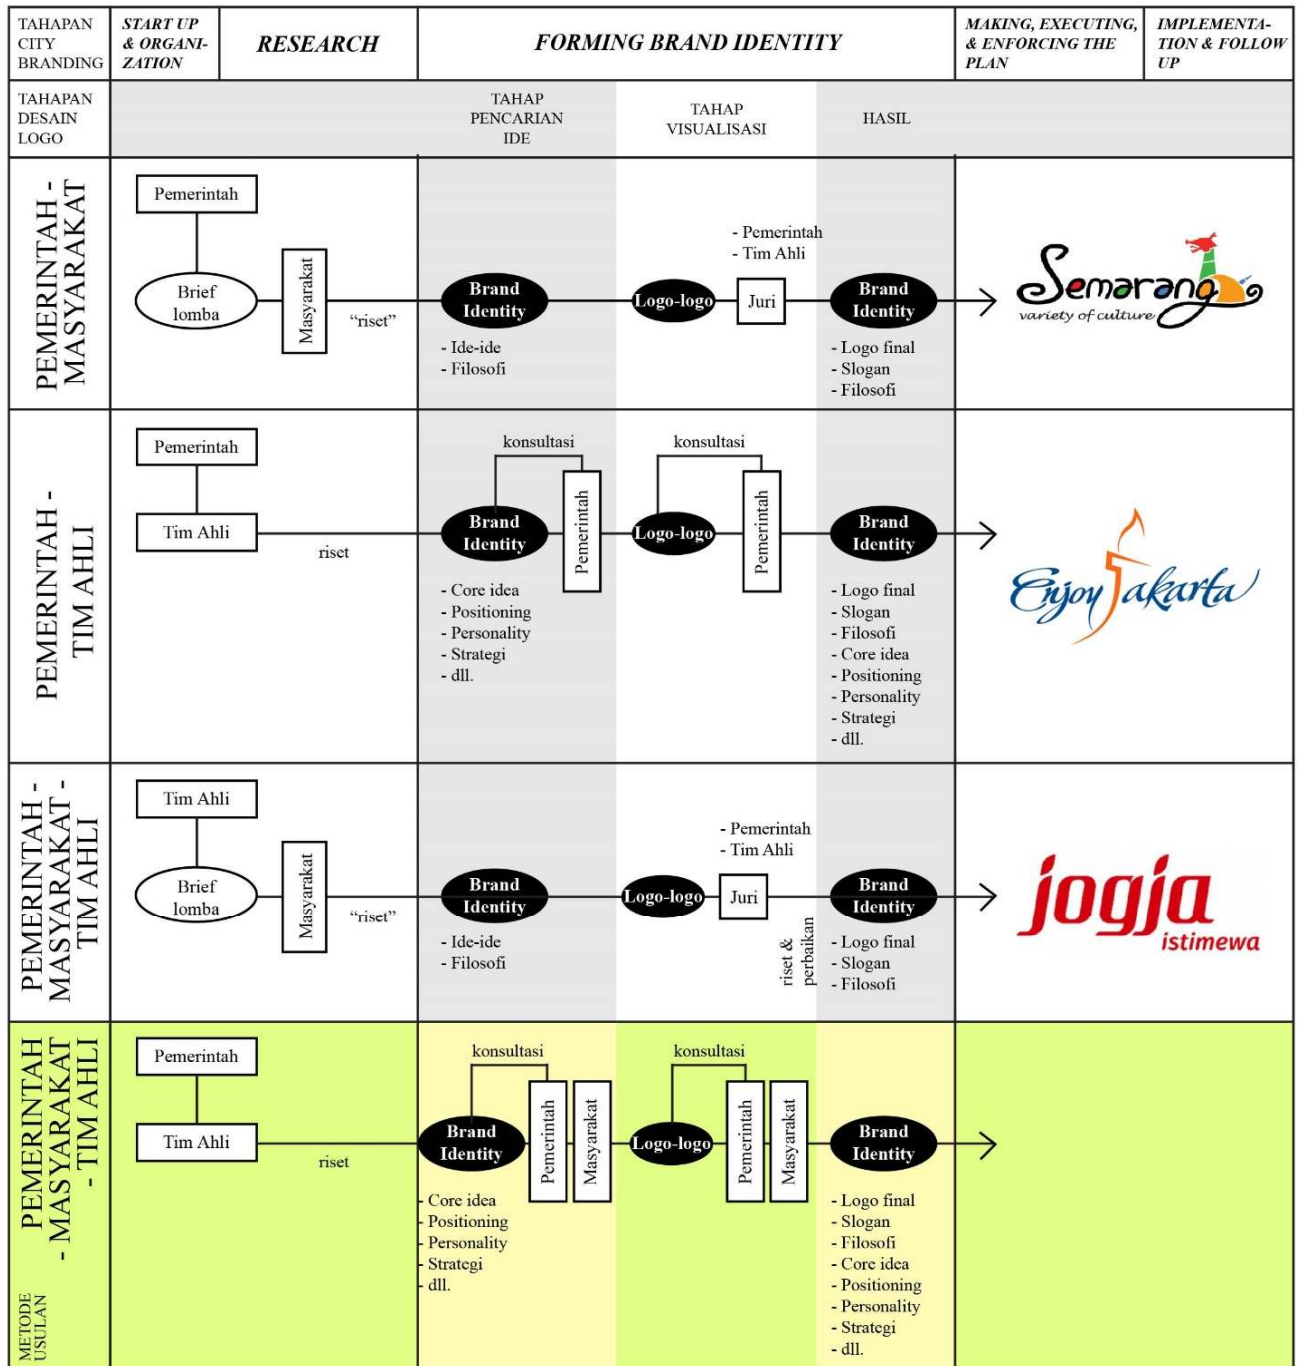 TAHAPAN
CITY
BRANDING
START UP
& ORGANI-
ZATION
RESEARCH
FORMING BRAND IDENTITY
MAKING, EXECUTING,
& ENFORCING THE
PLAN
IMPLEMENTA-
TION & FOLLOW
UP
TAHAPAN
DESAIN
LOGO
TAHAP
PENCARIAN
IDE
TAHAP
VISUALISASI
HASIL
PEMERINTAH -
MASYARAKAT
Pemerintah
Brief
lomba
Masyarakat
“riset”
Brand
Identity
- Ide-ide
- Filosofi
Logo-logo
- Pemerintah
- Tim Ahli
Juri
Brand
Identity
- Logo final
- Slogan
- Filosofi
Semarang
variety of culture
PEMERINTAH -
TIM AHLI
Pemerintah
Tim Ahli
riset
konsultasi
Brand
Identity
Pemerintah
- Core idea
- Positioning
- Personality
- Strategi
- dll.
konsultasi
Logo-logo
Pemerintah
Brand
Identity
- Logo final
- Slogan
- Filosofi
- Core idea
- Positioning
- Personality
- Strategi
- dll.
Enjoy Jakarta
PEMERINTAH -
MASYARAKAT -
TIM AHLI
Tim Ahli
Brief
lomba
Masyarakat
“riset”
Brand
Identity
- Ide-ide
- Filosofi
Logo-logo
- Pemerintah
- Tim Ahli
Juri
riset &
perbaikan
Brand
Identity
- Logo final
- Slogan
- Filosofi
jogja
istimewa
PEMERINTAH
- MASYARAKAT
- TIM AHLI
METODE
USULAN
Pemerintah
Tim Ahli
riset
konsultasi
Brand
Identity
Pemerintah
Masyarakat
- Core idea
- Positioning
- Personality
- Strategi
- dll.
konsultasi
Logo-logo
Pemerintah
Masyarakat
Brand
Identity
- Logo final
- Slogan
- Filosofi
- Core idea
- Positioning
- Personality
- Strategi
- dll.